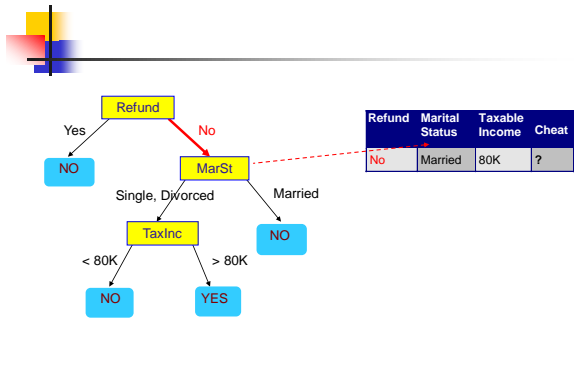 Refund
Yes
No
NO
MarSt
Single, Divorced
Married
TaxInc
NO
< 80K
> 80K
NO
YES
Refund Marital Status Taxable Income Cheat
No Married 80K ?